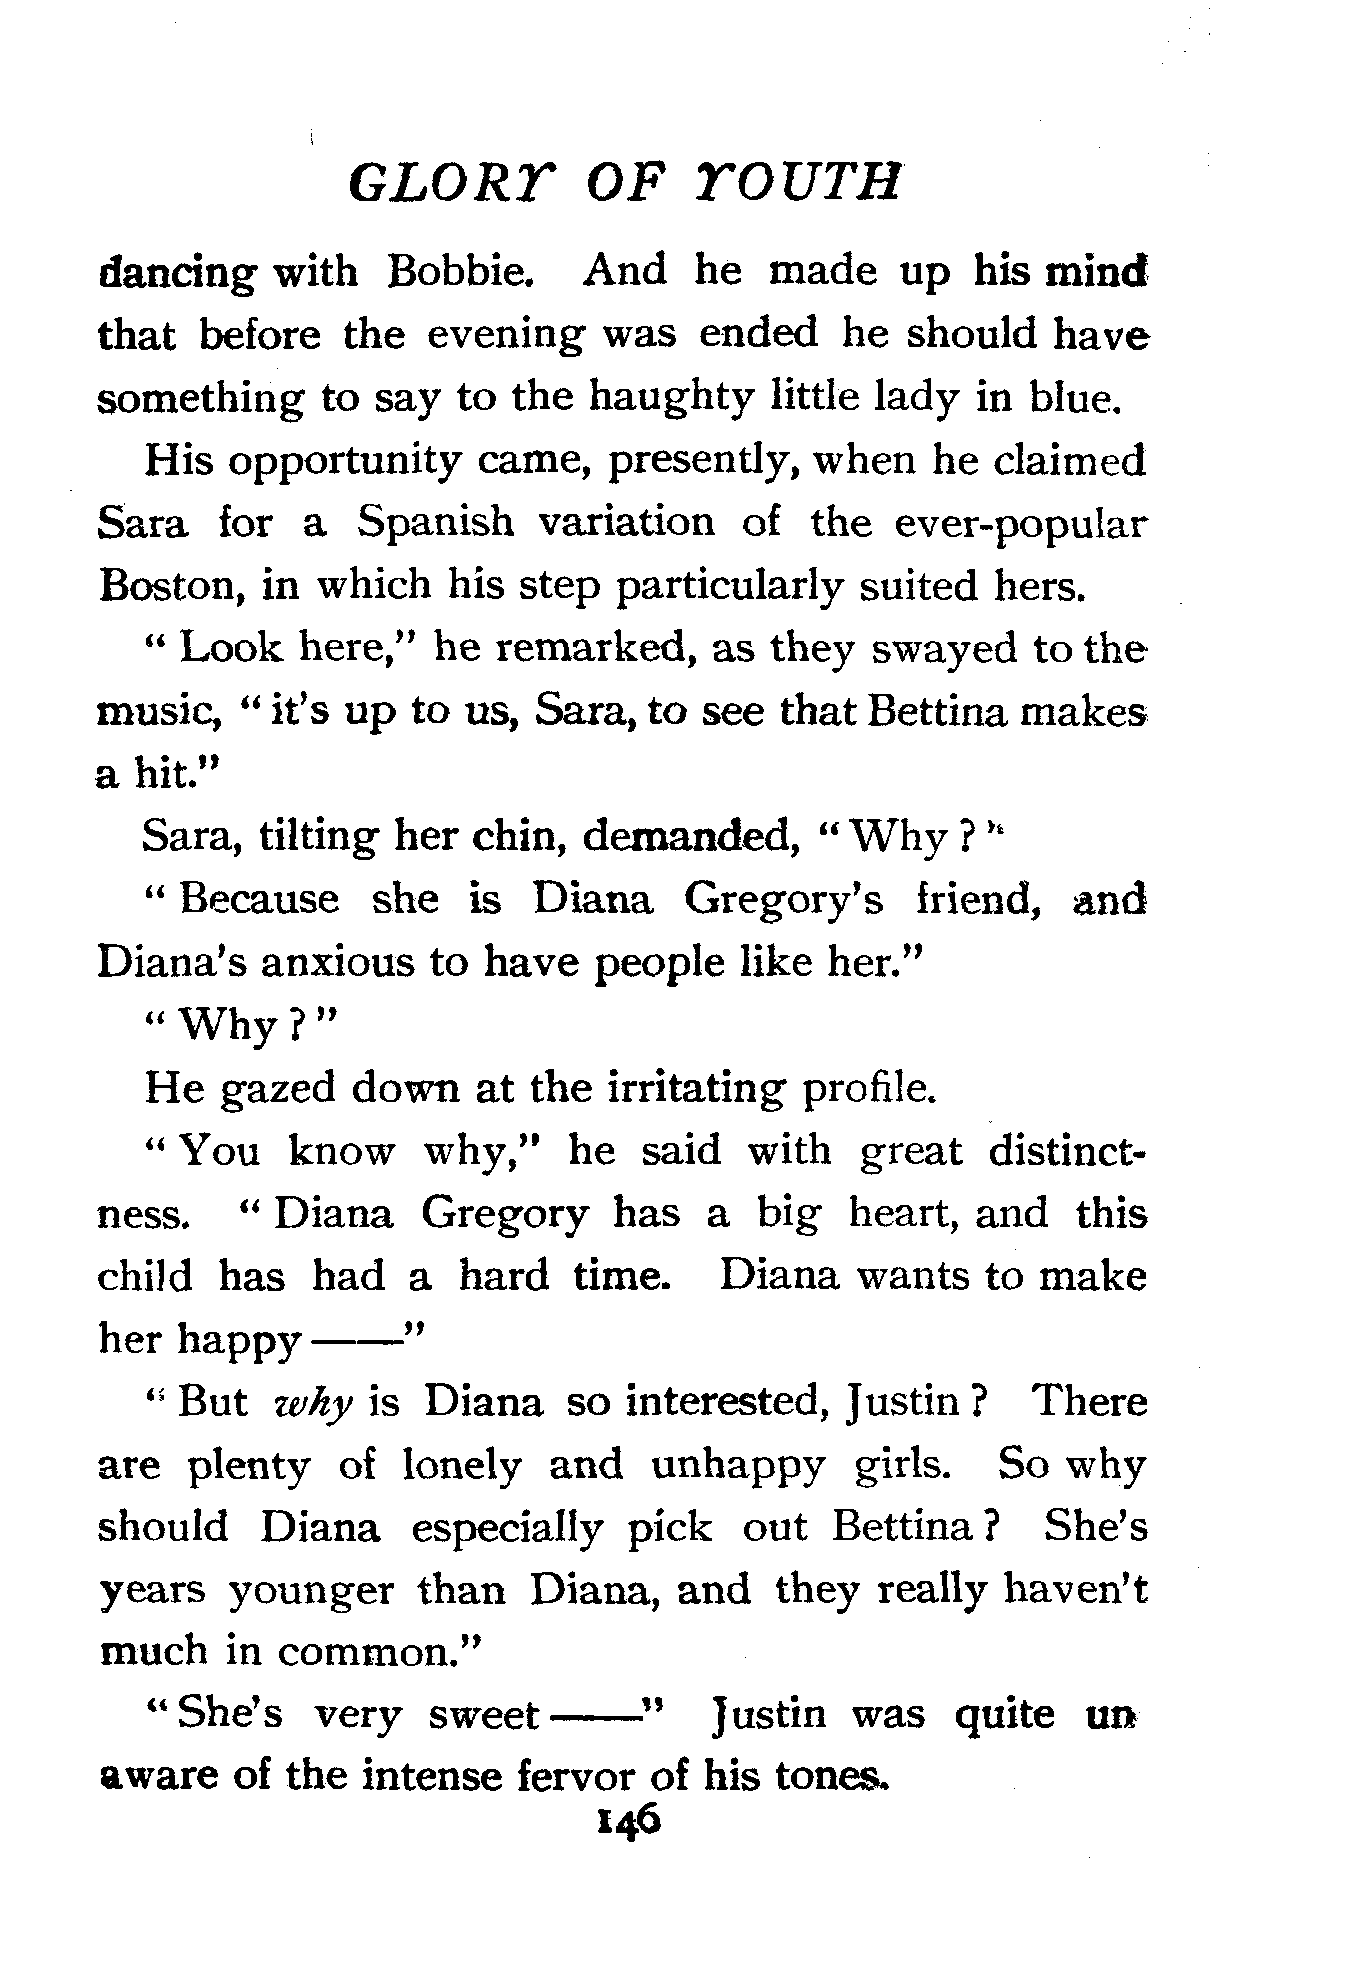 GLORY OF YOUTH
dancing with Bobbie. And he made up his mind
that before the evening was ended he should have
something to say to the haughty little lady in blue.
His opportunity came, presently, when he claimed
Sara for a Spanish variation of the ever-popular
Boston, in which his step particularly suited hers.
" Look here," he remarked, as they swayed to the
music, " it's up to us, Sara, to see that Bettina makes
a hit."
Sara, tilting her chin, demanded, " Why ? "
" Because she is Diana Gregory's friend, and
Diana's anxious to have people like her."
" Why ? "
He gazed down at the irritating profile.
" You know why," he said with great distinct-
ness. " Diana Gregory has a big heart, and this
child has had a hard time. Diana wants to make
her happy——"
" But why is Diana so interested, Justin ? There
are plenty of lonely and unhappy girls. So why
should Diana especially pick out Bettina ? She's
years younger than Diana, and they really haven't
much in common."
" She's very sweet——" Justin was quite un
aware of the intense fervor of his tones.
146